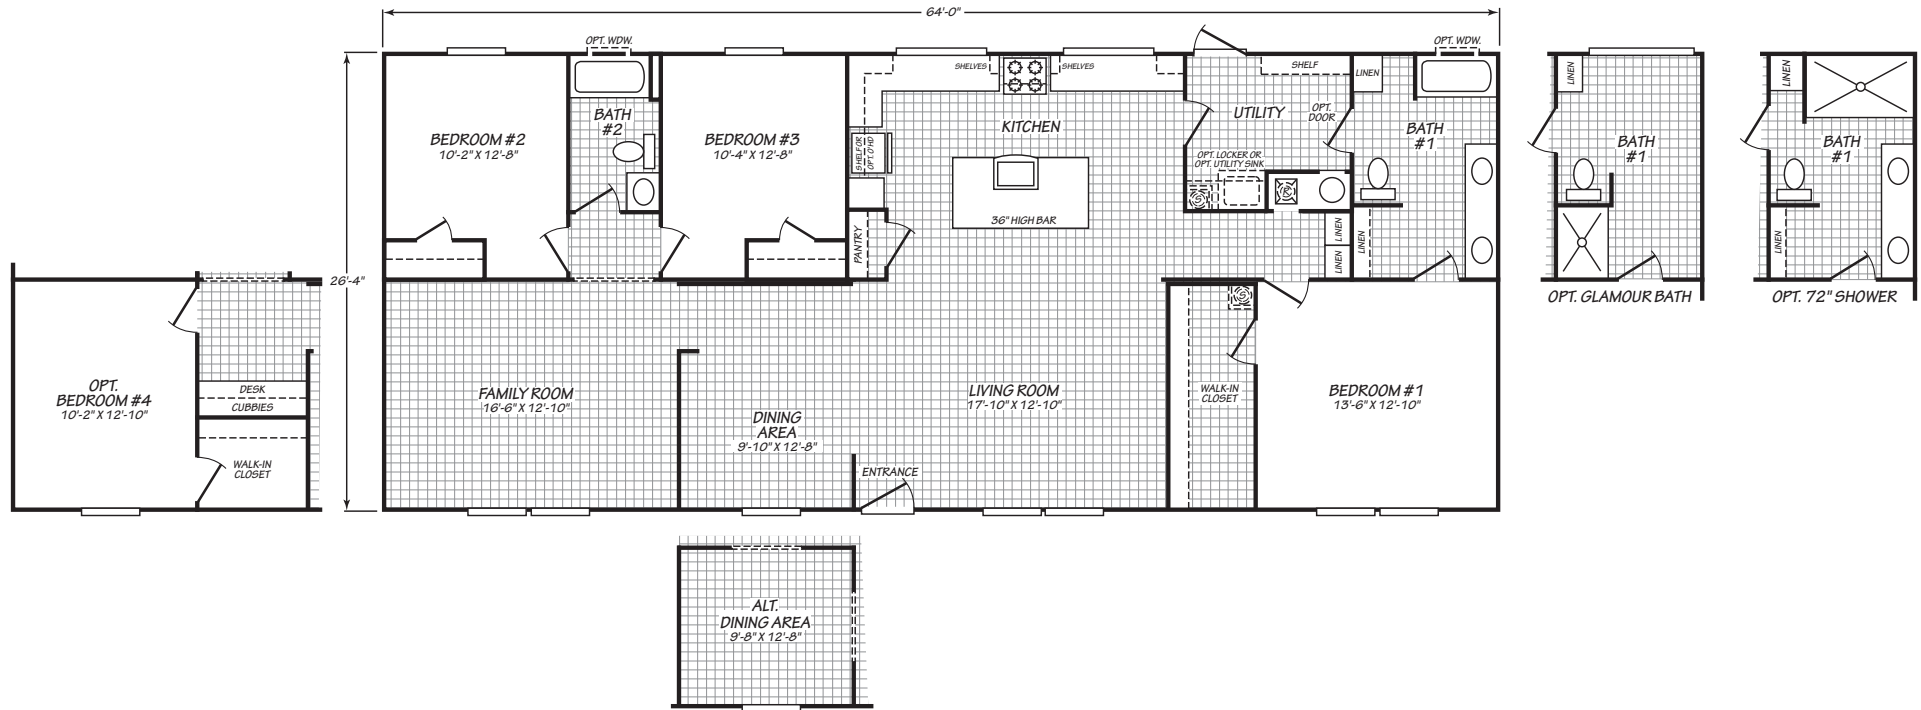 64'-0"
OPT. WDW.
OPT. WDW.
SHELVES
SHELVES
SHELF
LINEN
BATH
#2
BEDROOM #2
10'-2" X 12'-8"
BEDROOM #3
10'-4" X 12'-8"
KITCHEN
UTILITY
OPT.
DOOR
BATH
#1
SHELF OR
OPT. O'HD
OPT. LOCKER OR
OPT. UTILITY SINK
S
R
36" HIGH BAR
PANTRY
LINEN
LINEN
LINEN
26'-4"
S
FAMILY ROOM
16'-6" X 12'-10"
DINING
AREA
9'-10" X 12'-8"
LIVING ROOM
17'-10" X 12'-10"
WALK-IN
CLOSET
BEDROOM #1
13'-6" X 12'-10"
ENTRANCE
OPT.
BEDROOM #4
10'-2" X 12'-10"
DESK
CUBBIES
WALK-IN
CLOSET
LINEN
BATH
#1
OPT. GLAMOUR BATH
LINEN
BATH
#1
LINEN
OPT. 72" SHOWER
ALT.
DINING AREA
9'-8" X 12'-8"